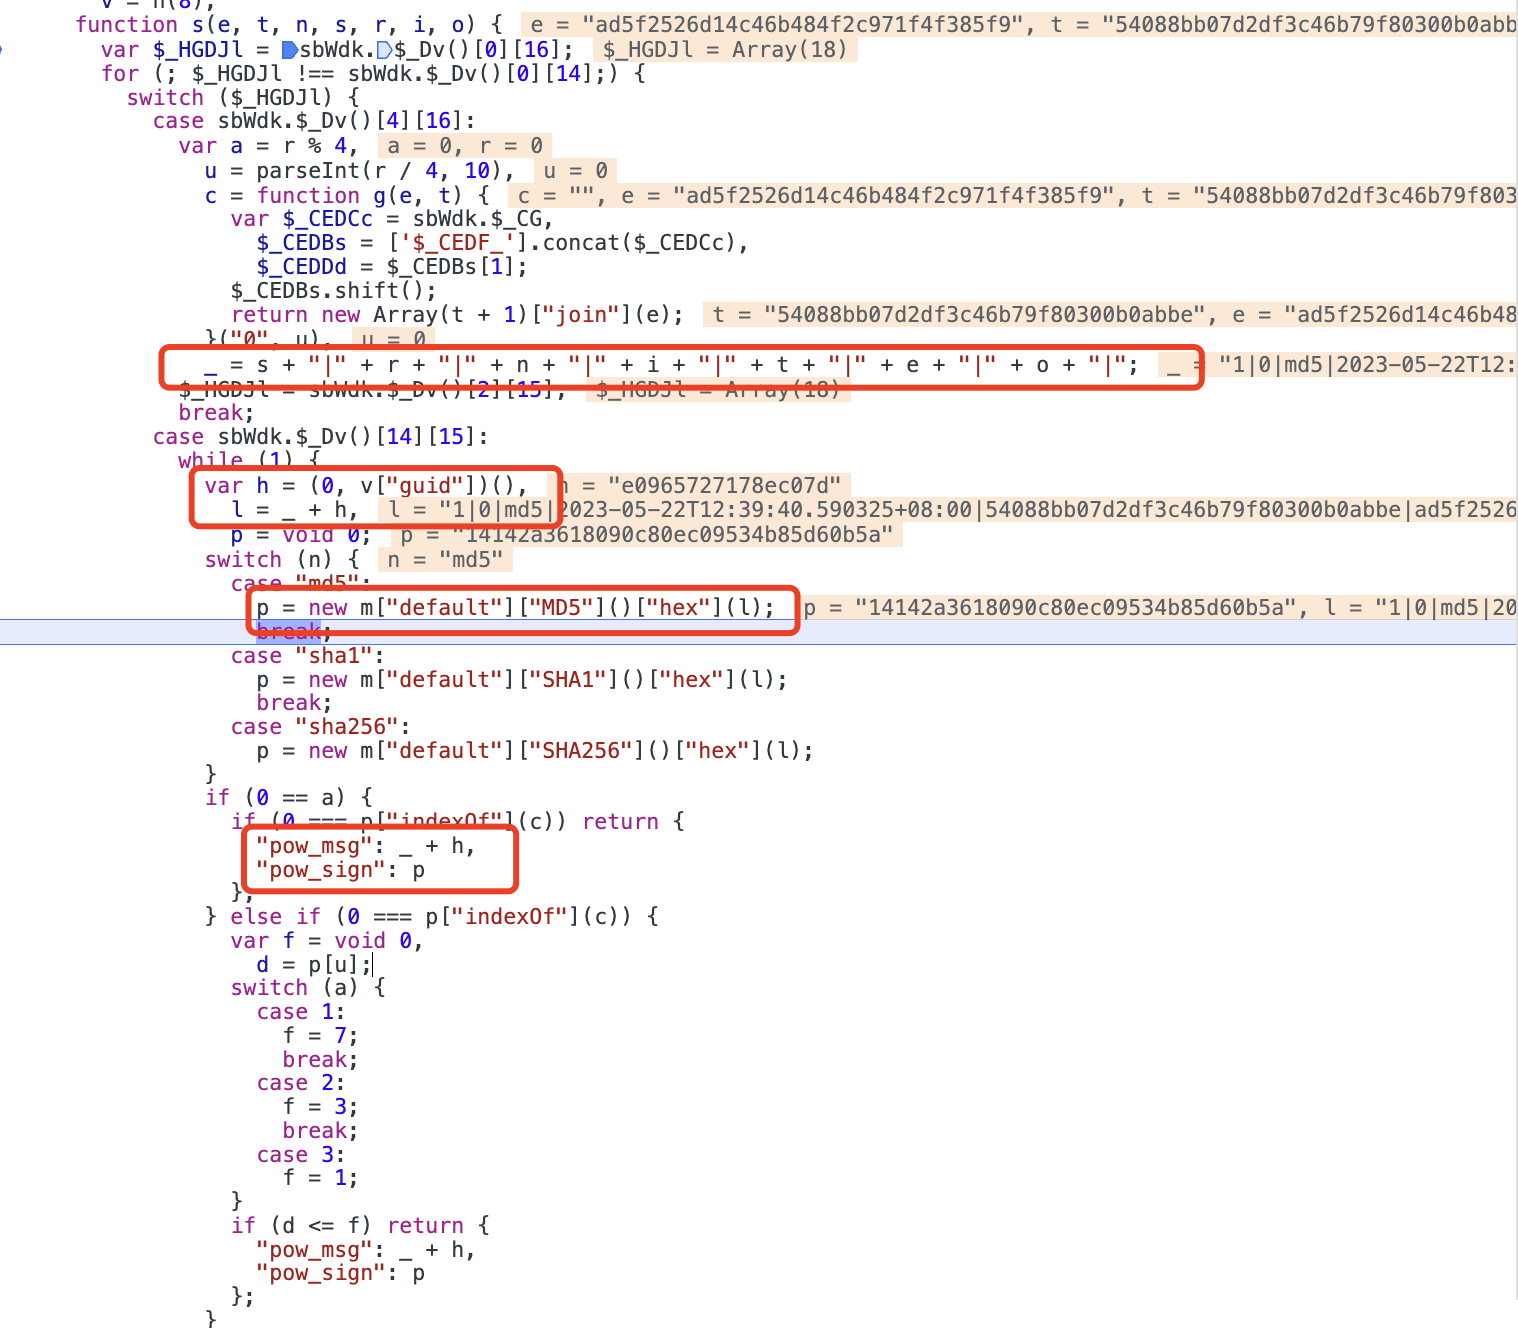 function s(e, t, n, s, r, i, o) { e = "ad5f2526d14c46b484f2c971f4f385f9", t = "54088bb07d2df3c46b79f80300b0abb
var $_HGDJl = sbWdk.$_Dv()[0][16]; $_HGDJl = Array(18)
for (; $_HGDJl !== sbWdk.$_Dv()[0][14];) {
switch ($_HGDJl) {
case sbWdk.$_Dv()[4][16]:
var a = r % 4, a = 0, r = 0
u = parseInt(r / 4, 10), u = 0
c = function g(e, t) { c = "", e = "ad5f2526d14c46b484f2c971f4f385f9", t = "54088bb07d2df3c46b79f803
var $_CEDCc = sbWdk.$_CG,
$_CEDBs = ['$_CEDF_'].concat($_CEDCc),
$_CEDDd = $_CEDBs[1];
$_CEDBs.shift();
return new Array(t + 1)["join"](e); t = "54088bb07d2df3c46b79f80300b0abbe", e = "ad5f2526d14c46b48
}("0", u), u = 0
_ = s + "|" + r + "|" + n + "|" + i + "|" + t + "|" + e + "|" + o + "|"; _ = "1|0|md5|2023-05-22T12:
$_HGDJl = sbWdk.$_Dv()[2][15], $_HGDJl = Array(18)
break;
case sbWdk.$_Dv()[14][15]:
while (1) {
var h = (0, v["guid"])(), h = "e0965727178ec07d"
l = _ + h, l = "1|0|md5|2023-05-22T12:39:40.590325+08:00|54088bb07d2df3c46b79f80300b0abbe|ad5f2526
p = void 0; p = "14142a3618090c80ec09534b85d60b5a"
switch (n) { n = "md5"
case "md5":
p = new m["default"]["MD5"]()["hex"](l); p = "14142a3618090c80ec09534b85d60b5a", l = "1|0|md5|20
break;
case "sha1":
p = new m["default"]["SHA1"]()["hex"](l);
break;
case "sha256":
p = new m["default"]["SHA256"]()["hex"](l);
}
if (0 == a) {
if (0 === p["indexOf"](c)) return {
"pow_msg": _ + h,
"pow_sign": p
};
} else if (0 === p["indexOf"](c)) {
var f = void 0,
d = p[u];
switch (a) {
case 1:
f = 7;
break;
case 2:
f = 3;
break;
case 3:
f = 1;
}
if (d <= f) return {
"pow_msg": _ + h,
"pow_sign": p
};
}